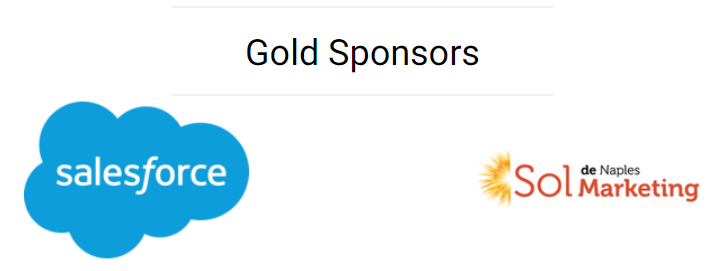 Gold Sponsors
salesforce
Sol de Naples
Marketing